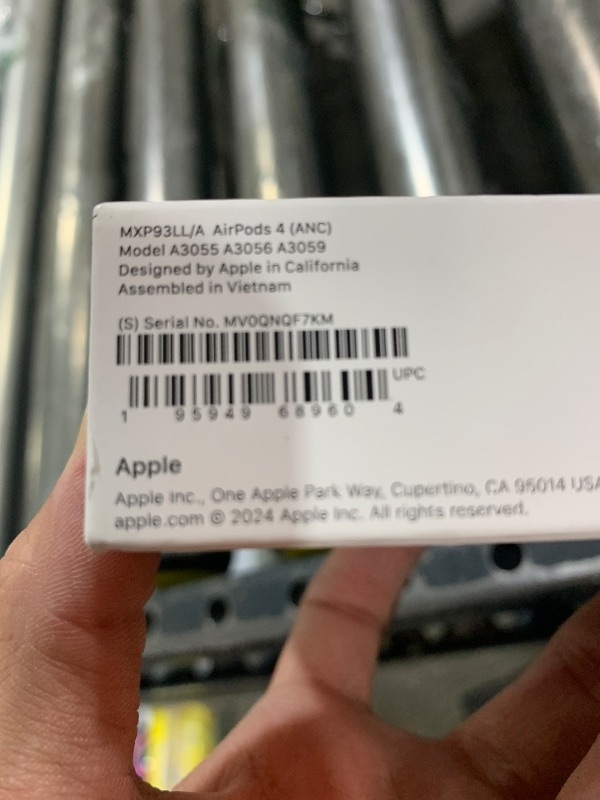 MXP93LL/A AirPods 4 (ANC)
Model A3055 A3056 A3059
Designed by Apple in California
Assembled in Vietnam
(S) Serial No. MV0QNQF7KM
UPC
1 95949 68960 4
Apple
Apple Inc., One Apple Park Way, Cupertino, CA 95014 USA
apple.com © 2024 Apple Inc. All rights reserved.